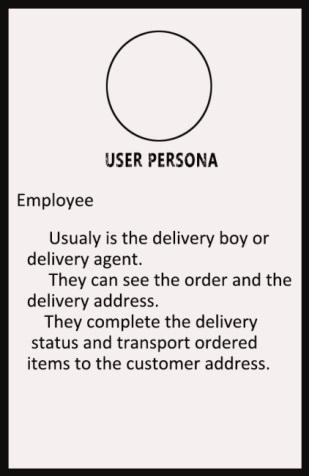 USER PERSONA
Employee
Usualy is the delivery boy or
delivery agent.
They can see the order and the
delivery address.
They complete the delivery
status and transport ordered
items to the customer address.